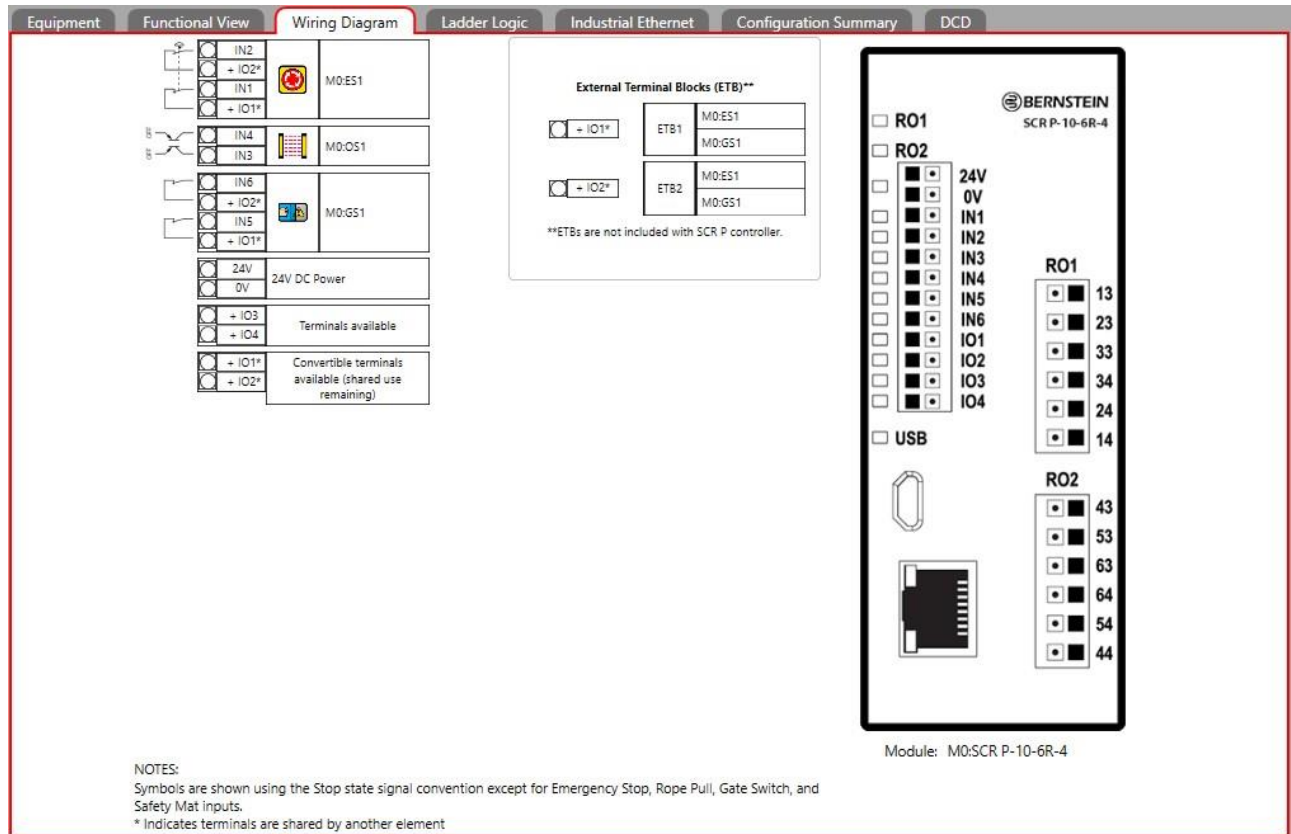 Equipment
Functional View
Wiring Diagram
Ladder Logic
Industrial Ethernet
Configuration Summary
DCD
IN2
+ IO2*
IN1
+ IO1*
M0:ES1
OFF
OFF
IN4
IN3
M0:OS1
IN6
+ IO2*
IN5
+ IO1*
M0:GS1
24V
0V
24V DC Power
+ IO3
+ IO4
Terminals available
+ IO1*
+ IO2*
Convertible terminals
available (shared use
remaining)
External Terminal Blocks (ETB)**
+ IO1*
ETB1
M0:ES1
M0:GS1
+ IO2*
ETB2
M0:ES1
M0:GS1
**ETBs are not included with SCR P controller.
BERNSTEIN
SCR P-10-6R-4
RO1
RO2
24V
0V
IN1
IN2
IN3
IN4
IN5
IN6
IO1
IO2
IO3
IO4
USB
RO1
13
23
33
34
24
14
RO2
43
53
63
64
54
44
Module: M0:SCR P-10-6R-4
NOTES:
Symbols are shown using the Stop state signal convention except for Emergency Stop, Rope Pull, Gate Switch, and
Safety Mat inputs.
* Indicates terminals are shared by another element